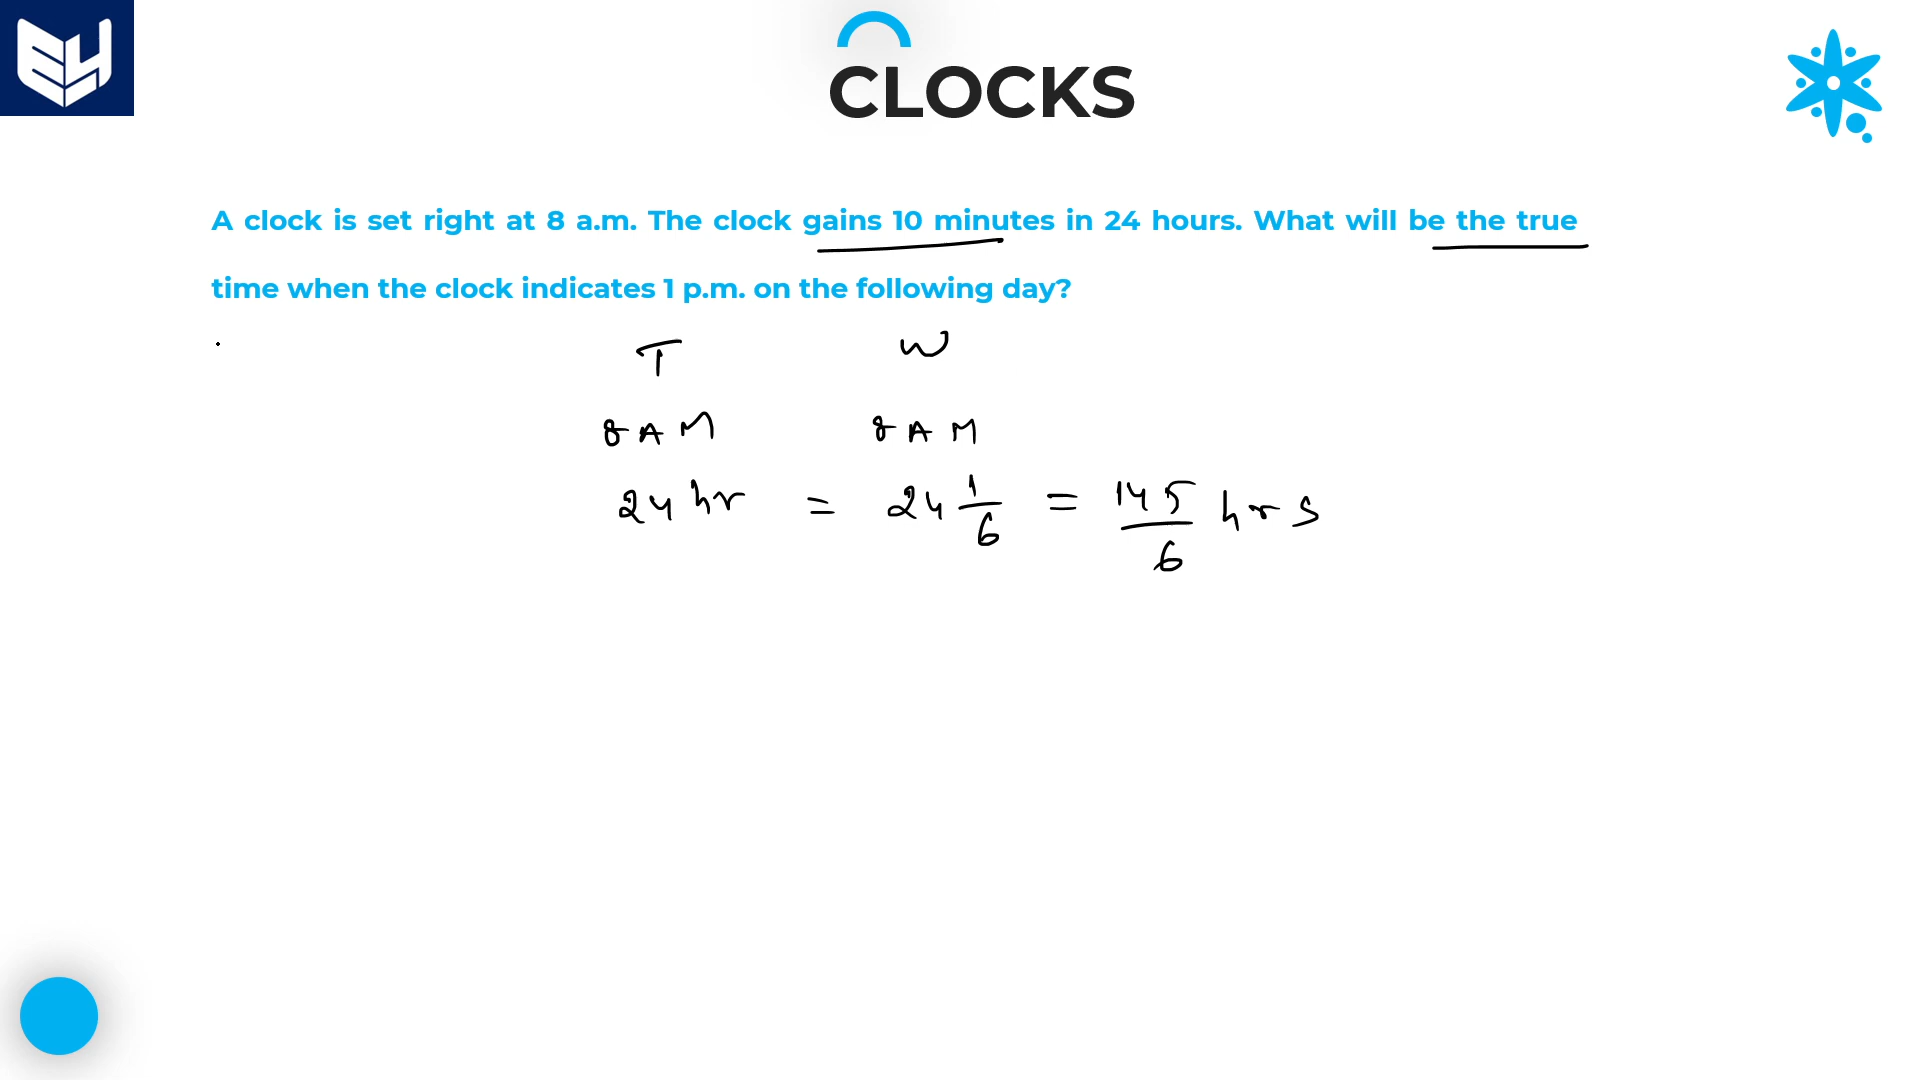 CLOCKS
A clock is set right at 8 a.m. The clock gains 10 minutes in 24 hours. What will be the true
time when the clock indicates 1 p.m. on the following day?
T W
8 AM 8 AM
24 hr = 24 1/6 = 145/6 hrs